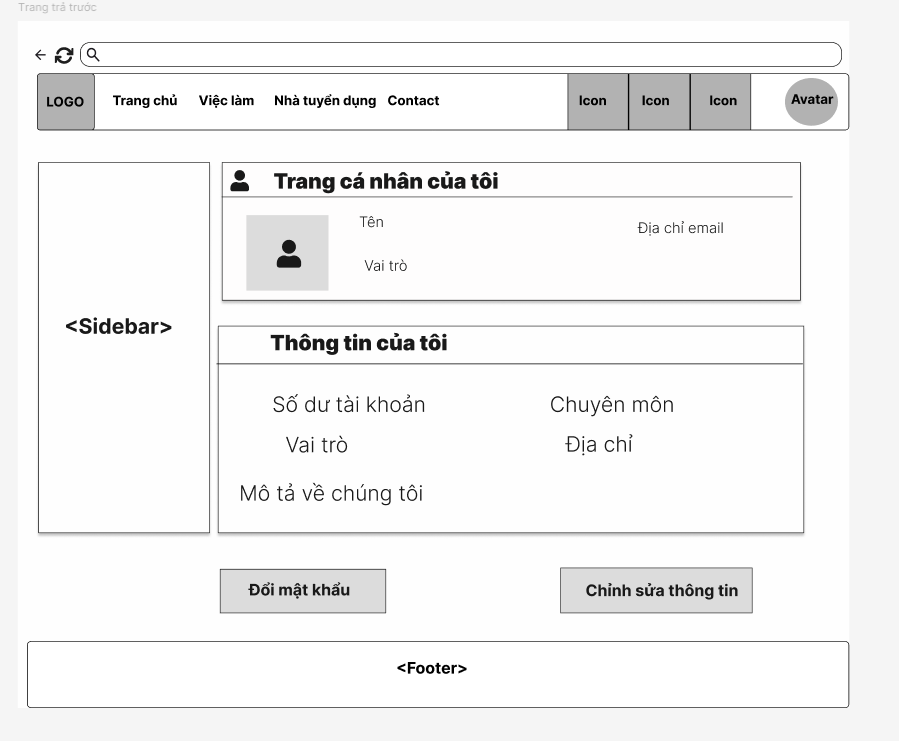 Trang trả trước
LOGO Trang chủ Việc làm Nhà tuyển dụng Contact Icon Icon Icon Avatar
Trang cá nhân của tôi
Tên
Địa chỉ email
Vai trò
<Sidebar>
Thông tin của tôi
Số dư tài khoản Chuyên môn
Vai trò Địa chỉ
Mô tả về chúng tôi
Đổi mật khẩu Chỉnh sửa thông tin
<Footer>